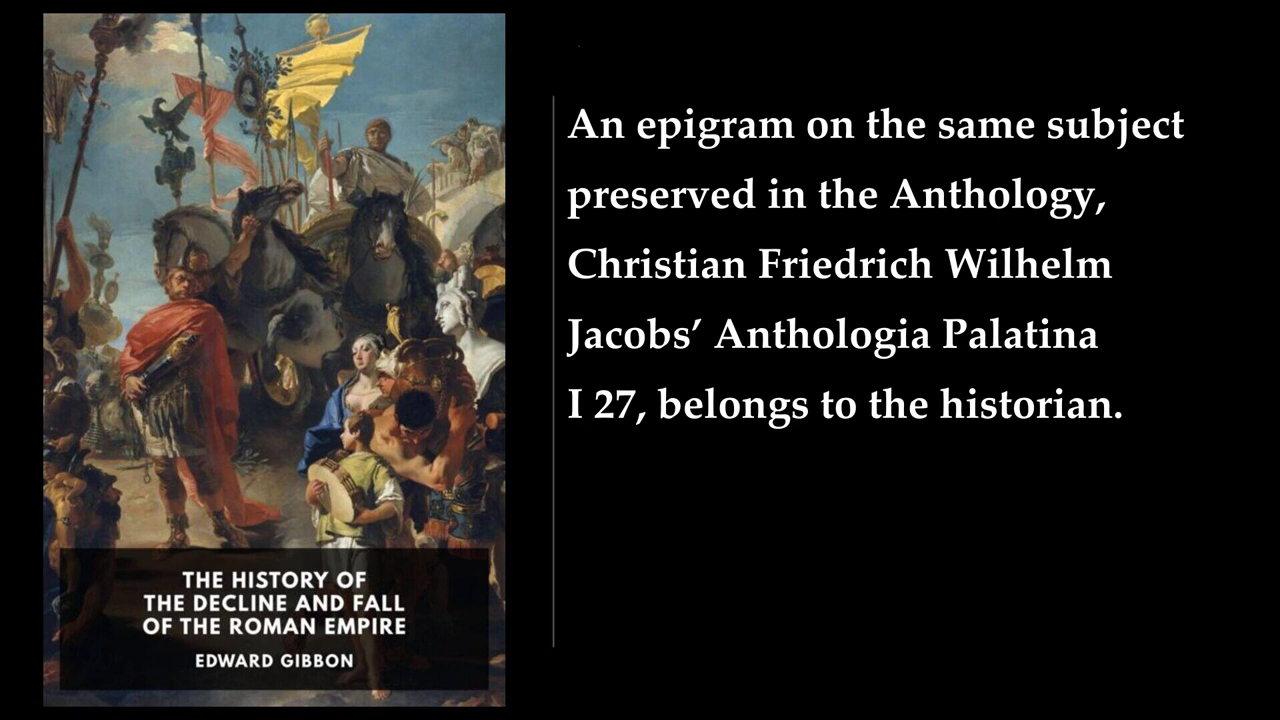 THE HISTORY OF
THE DECLINE AND FALL
OF THE ROMAN EMPIRE
EDWARD GIBBON
An epigram on the same subject
preserved in the Anthology,
Christian Friedrich Wilhelm
Jacobs’ Anthologia Palatina
I 27, belongs to the historian.